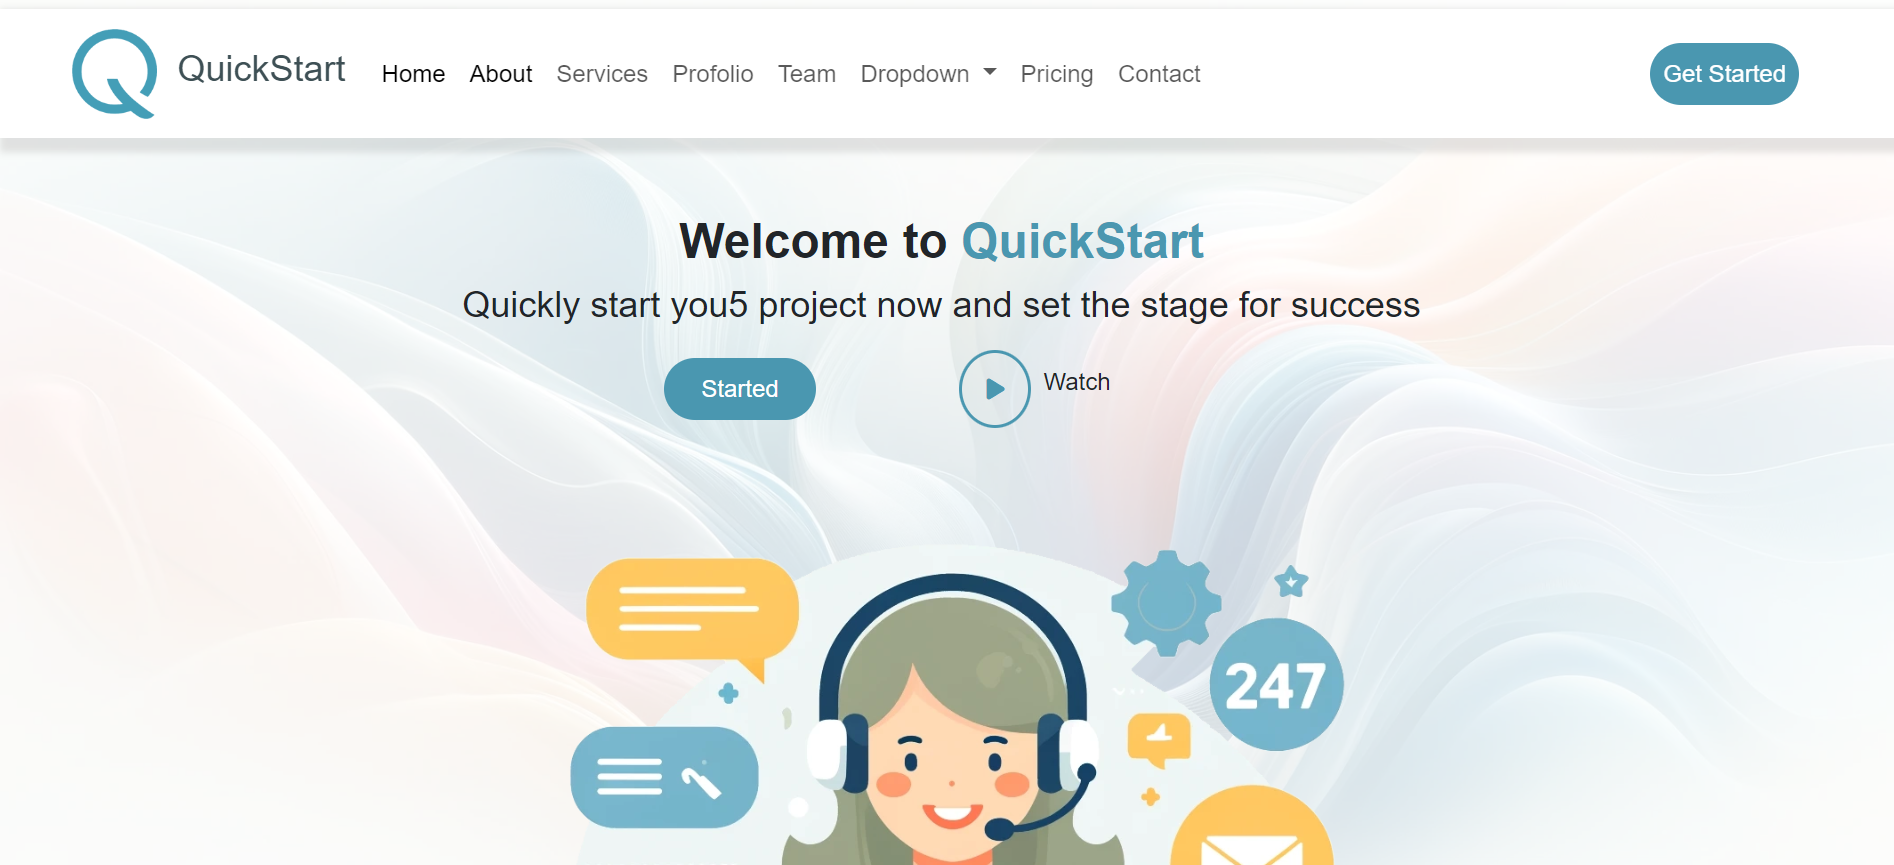 QuickStart Home About Services Profolio Team Dropdown Pricing Contact Get Started
Welcome to QuickStart
Quickly start you5 project now and set the stage for success
Started Watch
247